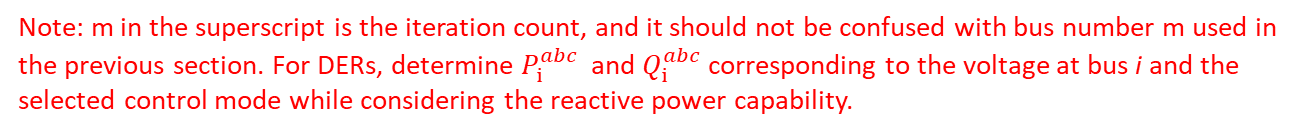 Note: m in the superscript is the iteration count, and it should not be confused with bus number m used in
the previous section. For DERs, determine $P_i^{abc}$ and $Q_i^{abc}$ corresponding to the voltage at bus i and the
selected control mode while considering the reactive power capability.